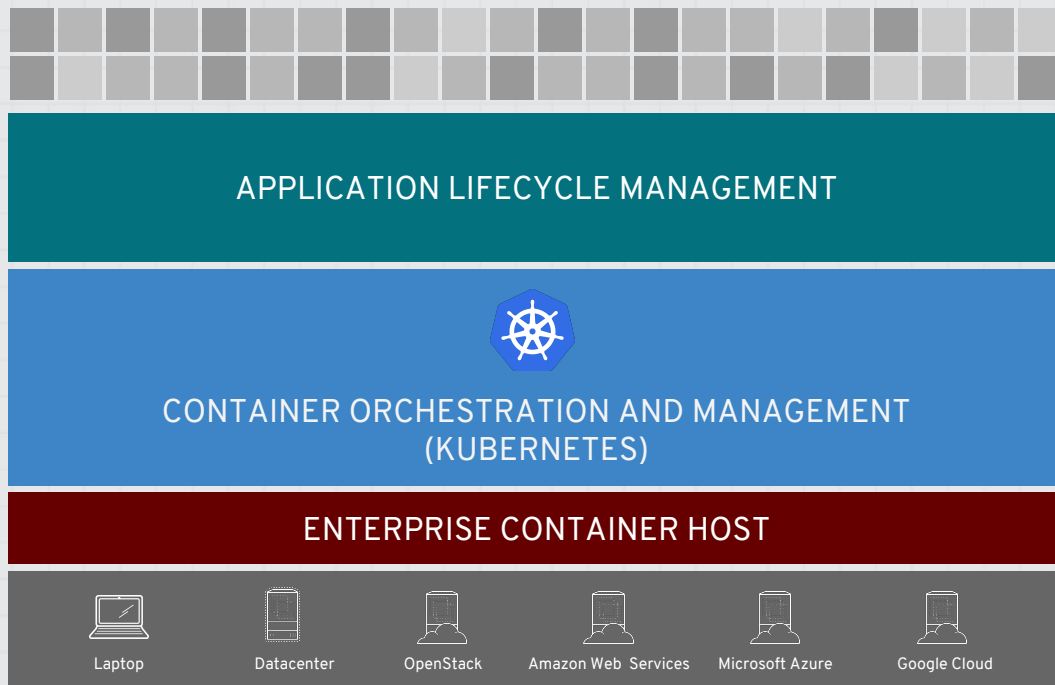 APPLICATION LIFECYCLE MANAGEMENT
CONTAINER ORCHESTRATION AND MANAGEMENT
(KUBERNETES)
ENTERPRISE CONTAINER HOST
Laptop Datacenter OpenStack Amazon Web Services Microsoft Azure Google Cloud